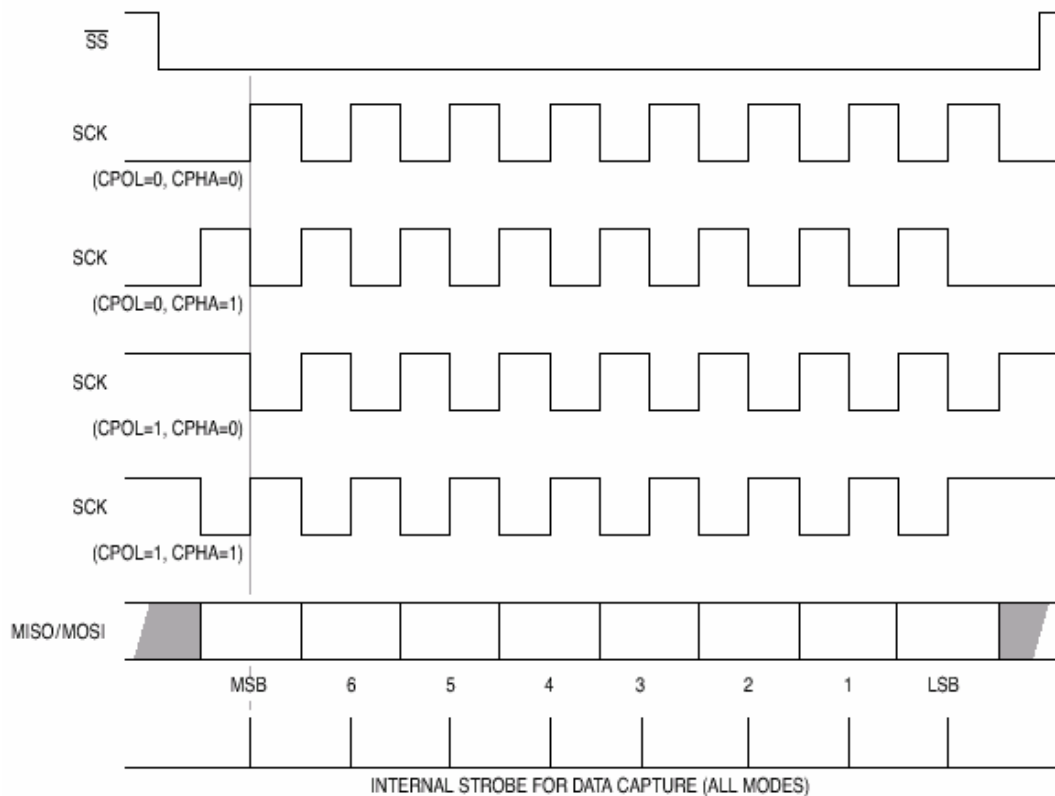 SS
SCK
(CPOL=0, CPHA=0)
SCK
(CPOL=0, CPHA=1)
SCK
(CPOL=1, CPHA=0)
SCK
(CPOL=1, CPHA=1)
MISO/MOSI
MSB 6 5 4 3 2 1 LSB
INTERNAL STROBE FOR DATA CAPTURE (ALL MODES)